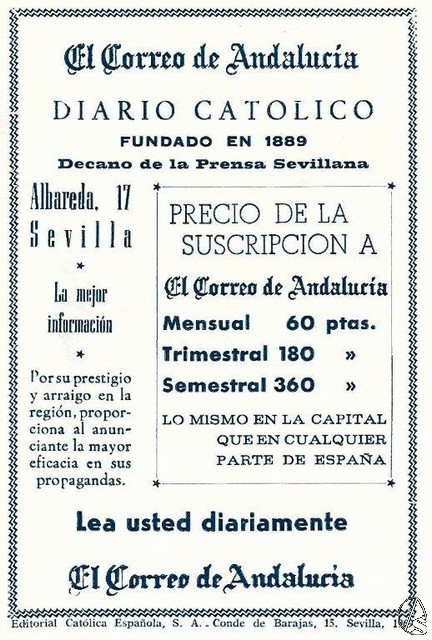 El Correo de Andalucía
DIARIO CATOLICO
FUNDADO EN 1889
Decano de la Prensa Sevillana
Albareda, 17
Sevilla
La mejor
información
Por su prestigio
y arraigo en la
región, propor-
ciona al anun-
ciante la mayor
eficacia en sus
propagandas.
PRECIO DE LA
SUSCRIPCION A
El Correo de Andalucía
Mensual 60 ptas.
Trimestral 180 »
Semestral 360 »
LO MISMO EN LA CAPITAL
QUE EN CUALQUIER
PARTE DE ESPAÑA
Lea usted diariamente
El Correo de Andalucía
Editorial Católica Española, S. A. - Conde de Barajas, 15. Sevilla,